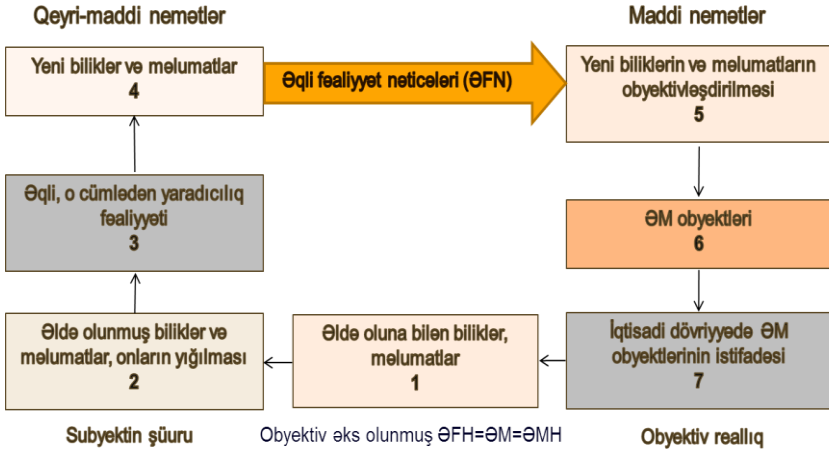 Qeyri-maddi nemətlər
Maddi nemətlər
Yeni biliklər və məlumatlar
4
Əqli fəaliyyət nəticələri (ƏFN)
Yeni biliklərin və məlumatların
obyektivləşdirilməsi
5
Əqli, o cümlədən yaradıcılıq
fəaliyyəti
3
ƏM obyektləri
6
Əldə olunmuş biliklər və
məlumatlar, onların yığılması
2
Əldə oluna bilən biliklər,
məlumatlar
1
İqtisadi dövriyyədə ƏM
obyektlərinin istifadəsi
7
Subyektin şüuru
Obyektiv əks olunmuş ƏFH=ƏM=ƏMH
Obyektiv reallıq